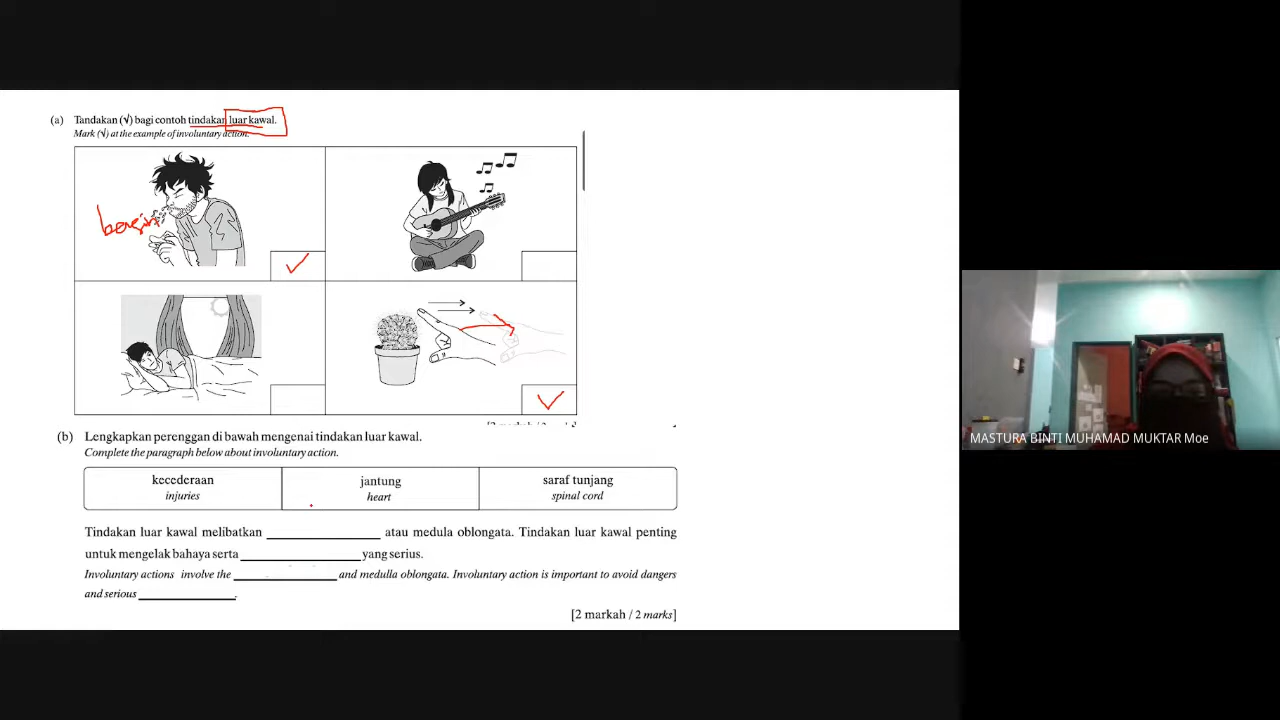 (a) Tandakan (√) bagi contoh tindakan luar kawal.
Mark (√) at the example of involuntary action.
bersin
(b) Lengkapkan perenggan di bawah mengenai tindakan luar kawal.
Complete the paragraph below about involuntary action.
kecederaan jantung saraf tunjang
injuries heart spinal cord
Tindakan luar kawal melibatkan ____________ atau medula oblongata. Tindakan luar kawal penting
untuk mengelak bahaya serta ____________ yang serius.
Involuntary actions involve the ____________ and medulla oblongata. Involuntary action is important to avoid dangers
and serious ____________.
[2 markah / 2 marks]
MASTURA BINTI MUHAMAD MUKTAR Moe